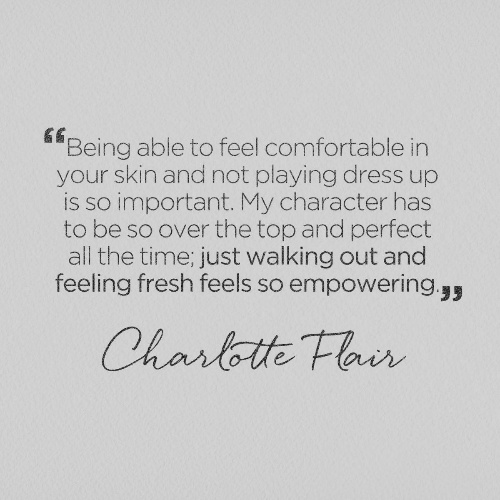 “Being able to feel comfortable in
your skin and not playing dress up
is so important. My character has
to be so over the top and perfect
all the time; just walking out and
feeling fresh feels so empowering.”
Charlotte Flair